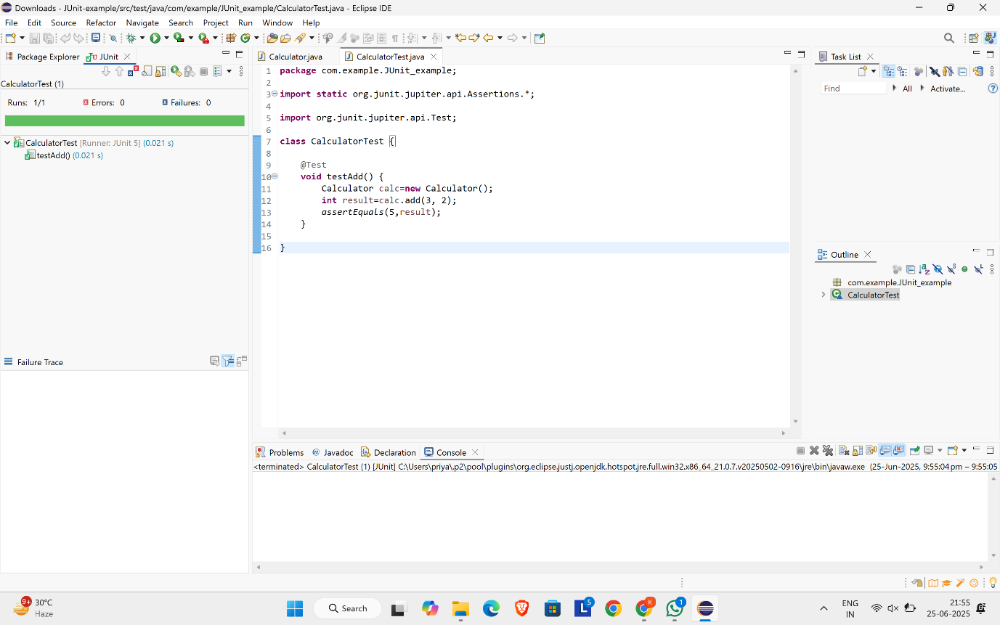 Downloads - JUnit-example/src/test/java/com/example/JUnit_example/CalculatorTest.java - Eclipse IDE
File Edit Source Refactor Navigate Search Project Run Window Help
Package Explorer JUnit
CalculatorTest (1)
Runs: 1/1 Errors: 0 Failures: 0
CalculatorTest [Runner: JUnit 5] (0.021 s)
testAdd() (0.021 s)
Failure Trace
Calculator.java CalculatorTest.java
1 package com.example.JUnit_example;
2
3 import static org.junit.jupiter.api.Assertions.*;
4
5 import org.junit.jupiter.api.Test;
6
7 class CalculatorTest {
8
9 @Test
10 void testAdd() {
11 Calculator calc=new Calculator();
12 int result=calc.add(3, 2);
13 assertEquals(5,result);
14 }
15
16 }
Task List
Find All Activate...
Outline
com.example.JUnit_example
CalculatorTest
Problems @ Javadoc Declaration Console
<terminated> CalculatorTest (1) [JUnit] C:\Users\priya\.p2\pool\plugins\org.eclipse.justj.openjdk.hotspot.jre.full.win32.x86_64_21.0.7.v20250502-0916\jre\bin\javaw.exe (25-Jun-2025, 9:55:04 pm – 9:55:05
9+ 30°C
Haze
Search
L 5
K
1
ENG
IN
21:55
25-06-2025